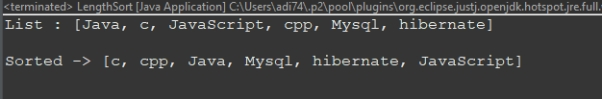 <terminated> LengthSort [Java Application] C:\Users\adi74\.p2\pool\plugins\org.eclipse.justj.openjdk.hotspot.jre.full.
List : [Java, c, JavaScript, cpp, Mysql, hibernate]
Sorted -> [c, cpp, Java, Mysql, hibernate, JavaScript]